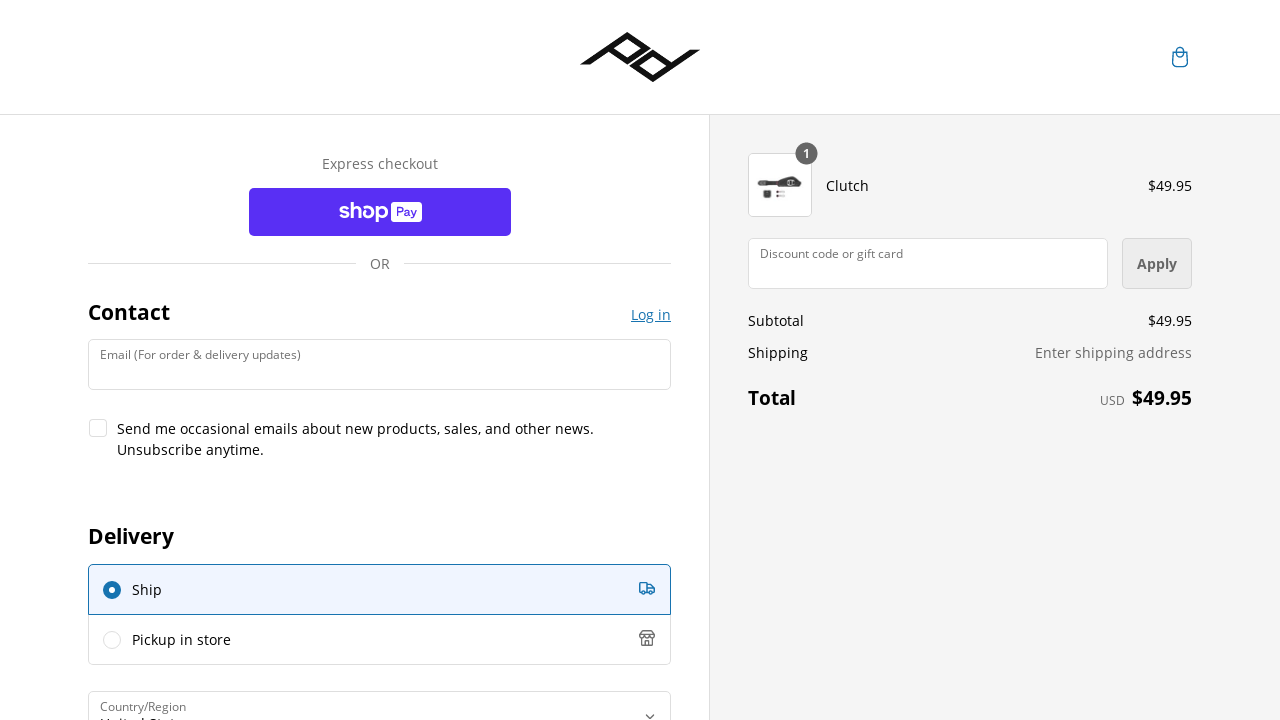 Express checkout
shop Pay
OR
Contact
Log in
Email (For order & delivery updates)
Send me occasional emails about new products, sales, and other news.
Unsubscribe anytime.
Delivery
Ship
Pickup in store
Country/Region
1
Clutch
$49.95
Discount code or gift card
Apply
Subtotal
$49.95
Shipping
Enter shipping address
Total
USD $49.95